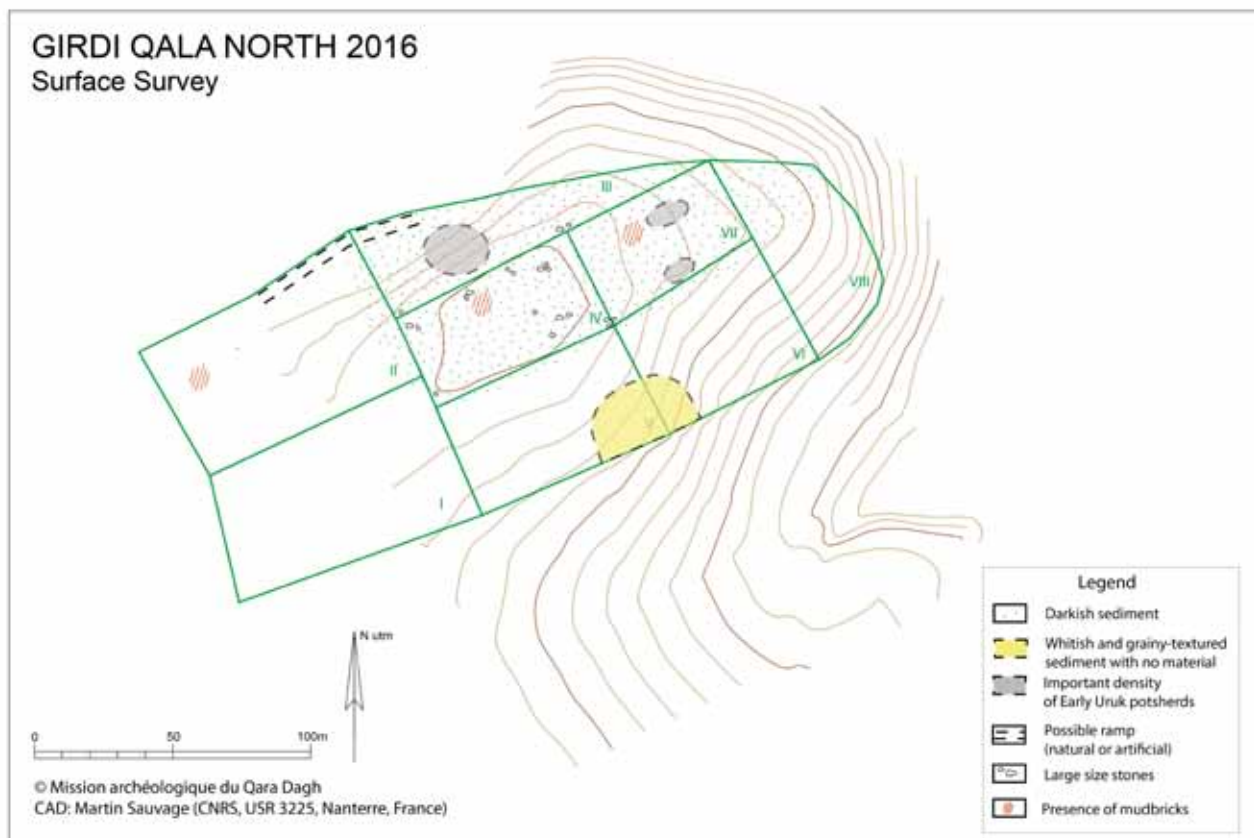 GIRDI QALA NORTH 2016
Surface Survey
III
VII
VIII
IV
VI
II
V
I
N utm
0 50 100m
© Mission archéologique du Qara Dagh
CAD: Martin Sauvage (CNRS, USR 3225, Nanterre, France)
Legend
Darkish sediment
Whitish and grainy-textured
sediment with no material
Important density
of Early Uruk potsherds
Possible ramp
(natural or artificial)
Large size stones
Presence of mudbricks